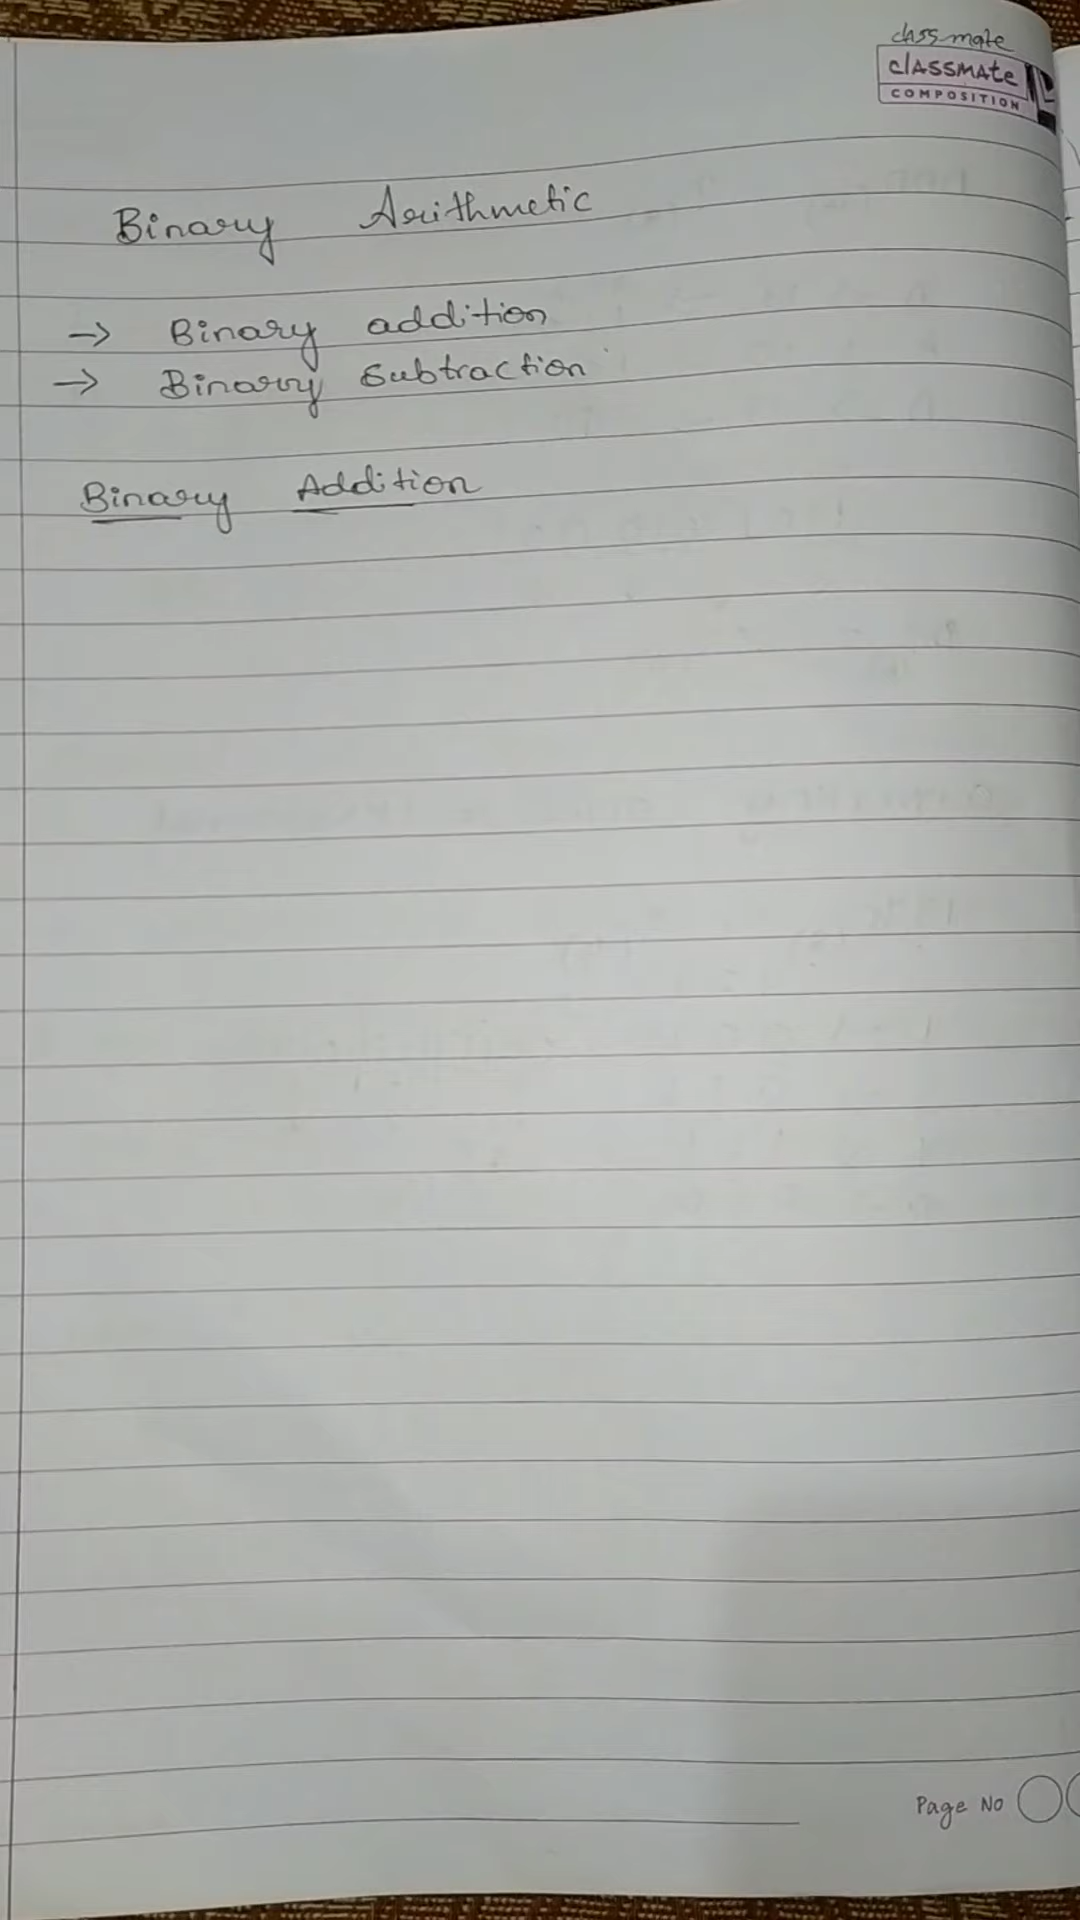 classmate
CLASSMATE
COMPOSITION
Binary Arithmetic
→ Binary addition
→ Binary Subtraction
Binary Addition
Page No